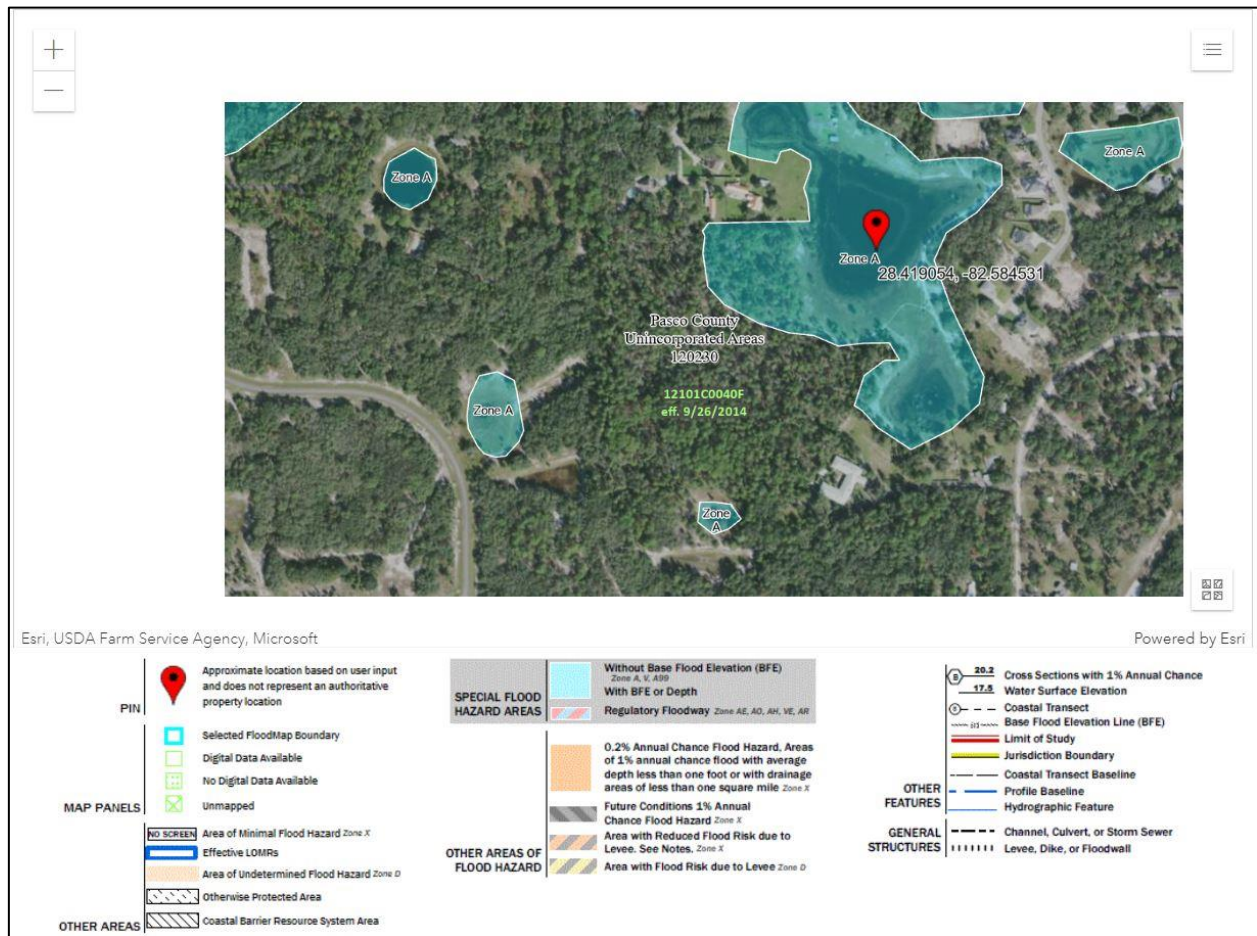 Zone A
Zone A
Zone A
28.419054, -82.584531
Pasco County
Unincorporated Areas
120230
12101C0040F
eff. 9/26/2014
Zone A
Zone
A
Esri, USDA Farm Service Agency, Microsoft
Powered by Esri
PIN
Approximate location based on user input
and does not represent an authoritative
property location
MAP PANELS
Selected FloodMap Boundary
Digital Data Available
No Digital Data Available
Unmapped
OTHER AREAS
NO SCREEN Area of Minimal Flood Hazard Zone X
Effective LOMRs
Area of Undetermined Flood Hazard Zone D
Otherwise Protected Area
Coastal Barrier Resource System Area
SPECIAL FLOOD
HAZARD AREAS
Without Base Flood Elevation (BFE)
Zone A, V, A99
With BFE or Depth
Regulatory Floodway Zone AE, AO, AH, VE, AR
OTHER AREAS OF
FLOOD HAZARD
0.2% Annual Chance Flood Hazard, Areas
of 1% annual chance flood with average
depth less than one foot or with drainage
areas of less than one square mile Zone X
Future Conditions 1% Annual
Chance Flood Hazard Zone X
Area with Reduced Flood Risk due to
Levee. See Notes. Zone X
Area with Flood Risk due to Levee Zone D
OTHER
FEATURES
20.2 Cross Sections with 1% Annual Chance
17.5 Water Surface Elevation
Coastal Transect
Base Flood Elevation Line (BFE)
Limit of Study
Jurisdiction Boundary
Coastal Transect Baseline
Profile Baseline
Hydrographic Feature
GENERAL
STRUCTURES
Channel, Culvert, or Storm Sewer
Levee, Dike, or Floodwall